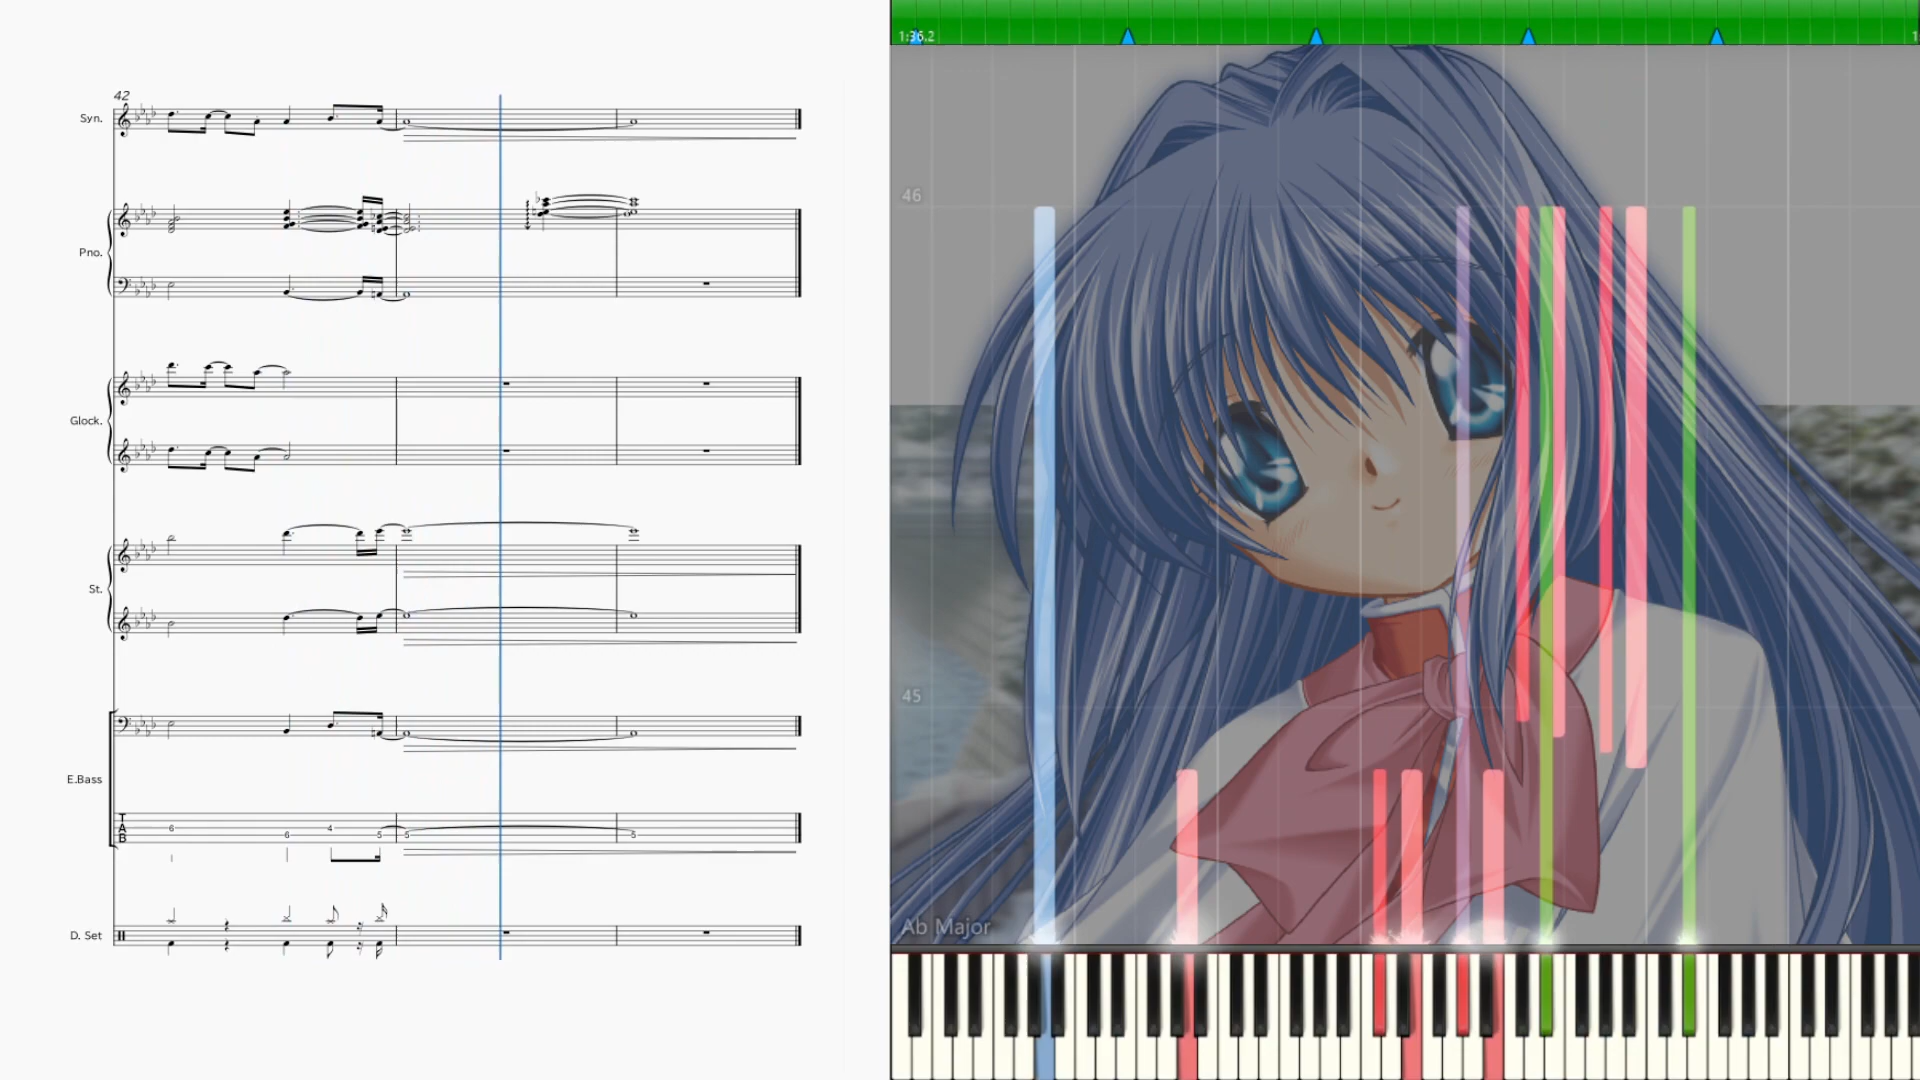 42
Syn.
Pno.
Glock.
St.
E.Bass
T
A
B
6 6 4 5 5 5
D. Set
1:36.2
46
45
Ab Major